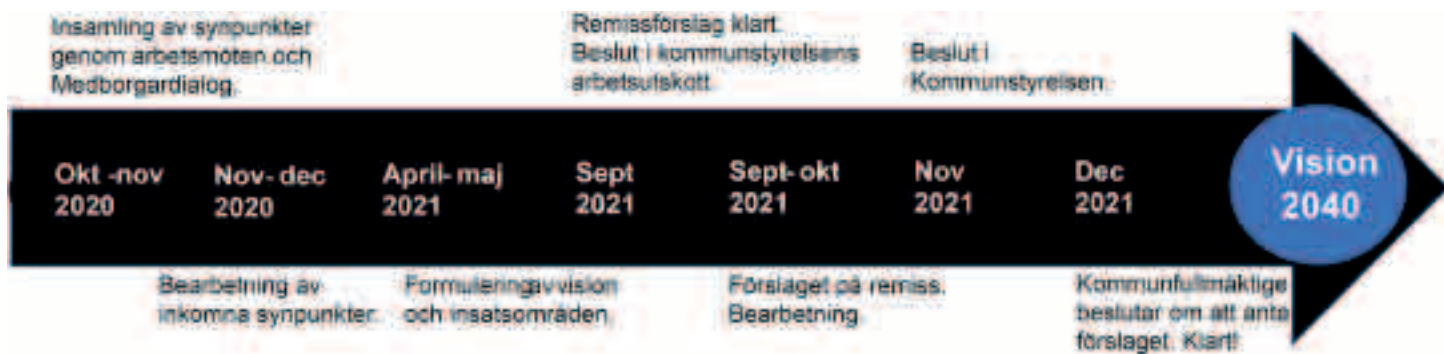 Insamling av synpunkter
genom arbetsmöten och
Medborgardialog.
Remissförslag klart.
Beslut i kommunstyrelsens
arbetsutskott.
Beslut i
Kommunstyrelsen.
Okt -nov
2020
Nov- dec
2020
April- maj
2021
Sept
2021
Sept- okt
2021
Nov
2021
Dec
2021
Vision
2040
Bearbetning av
inkomna synpunkter.
Formulering av vision
och insatsområden.
Förslaget på remiss.
Bearbetning.
Kommunfullmäktige
beslutar om att anta
förslaget. Klart!